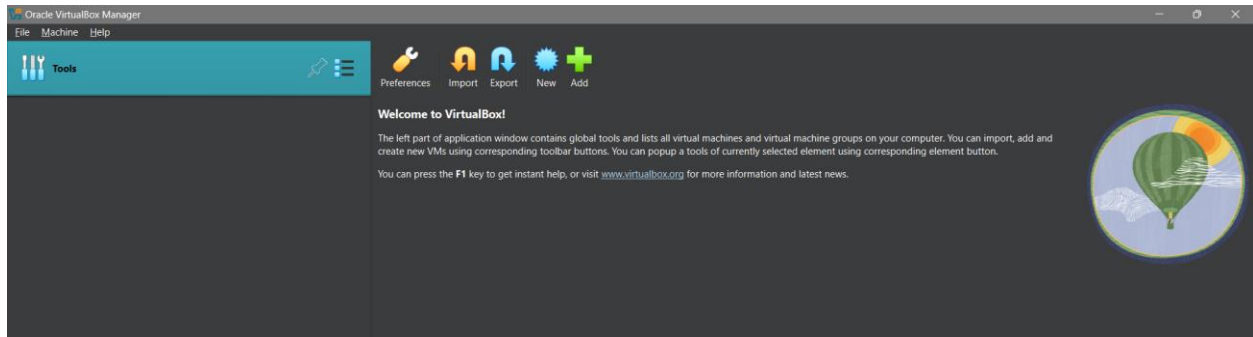 Oracle VirtualBox Manager
File Machine Help
Tools
Preferences Import Export New Add
Welcome to VirtualBox!
The left part of application window contains global tools and lists all virtual machines and virtual machine groups on your computer. You can import, add and
create new VMs using corresponding toolbar buttons. You can popup a tools of currently selected element using corresponding element button.
You can press the F1 key to get instant help, or visit www.virtualbox.org for more information and latest news.